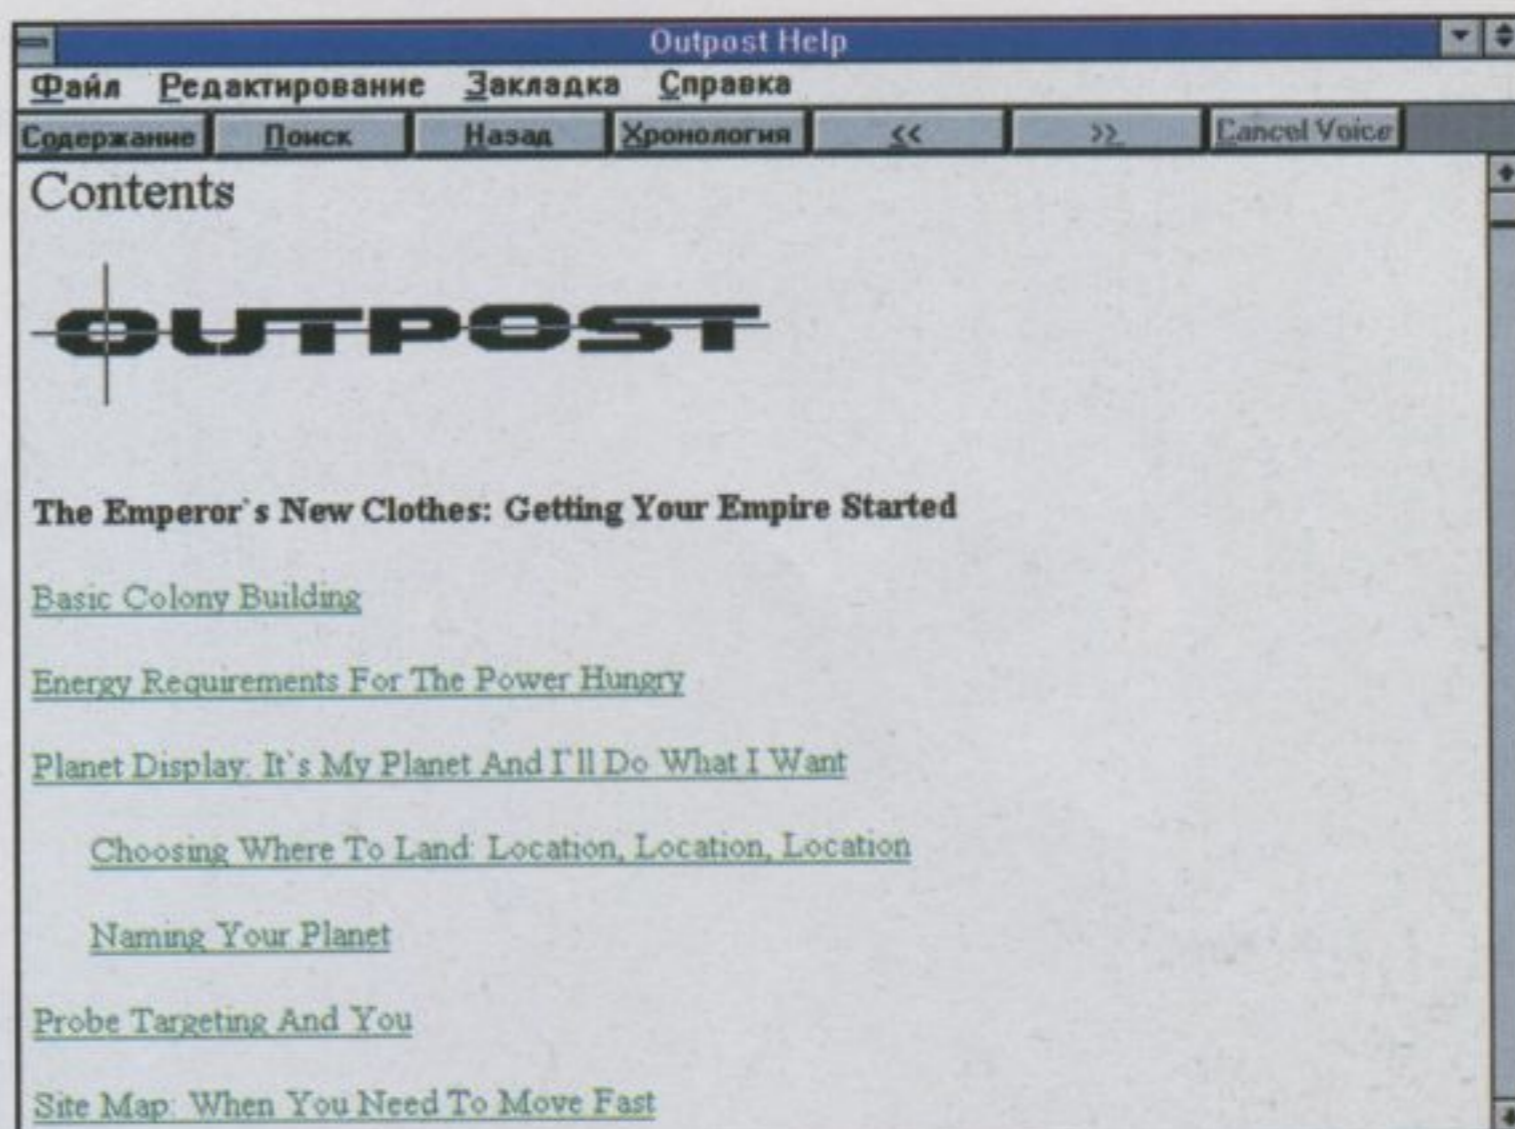 Outpost Help
Файл Редактирование Закладка Справка
Содержание Поиск Назад Хронология << >> Cancel Voice
Contents
OUTPOST
The Emperor`s New Clothes: Getting Your Empire Started
Basic Colony Building
Energy Requirements For The Power Hungry
Planet Display: It`s My Planet And I`ll Do What I Want
Choosing Where To Land: Location, Location, Location
Naming Your Planet
Probe Targeting And You
Site Map: When You Need To Move Fast